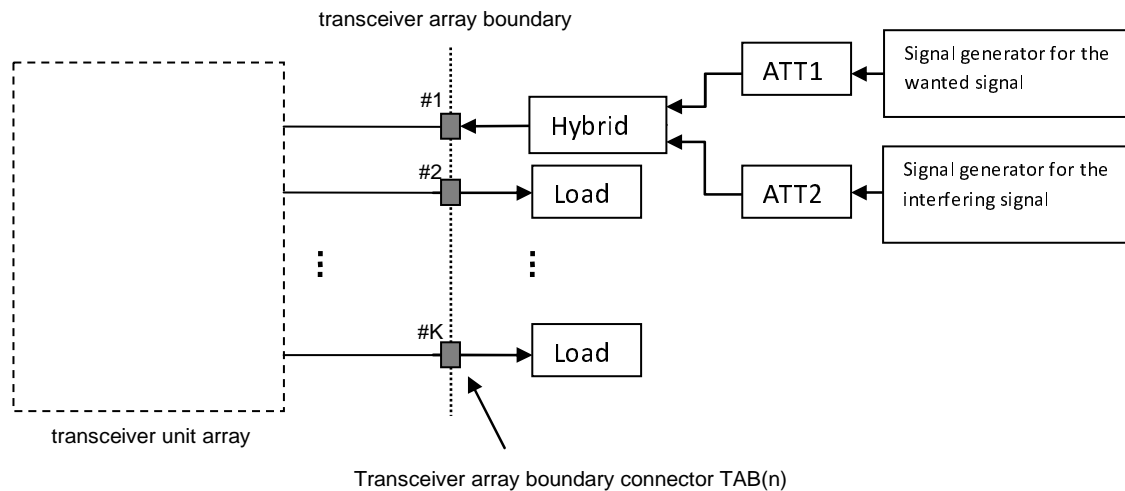 transceiver array boundary
Signal generator for the
wanted signal
ATT1
#1
Hybrid
#2
Load
ATT2
Signal generator for the
interfering signal
⋮
⋮
#K
Load
transceiver unit array
Transceiver array boundary connector TAB(n)